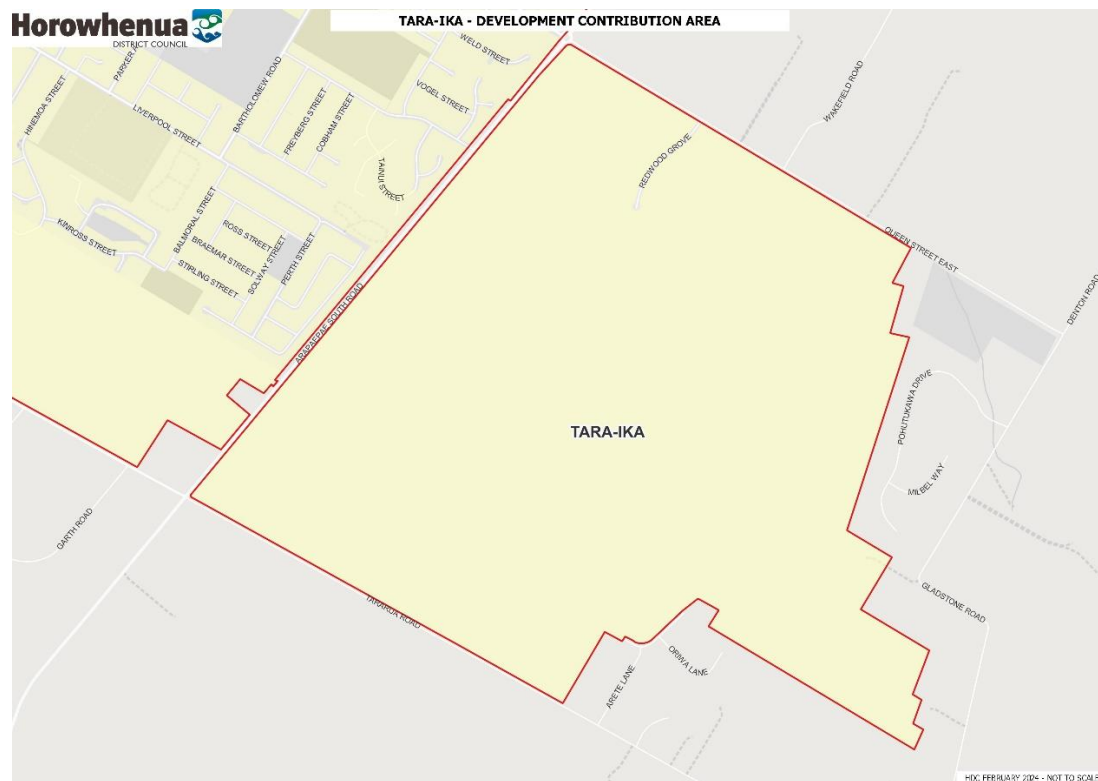 Horowhenua
DISTRICT COUNCIL
TARA-IKA - DEVELOPMENT CONTRIBUTION AREA
WELD STREET
PARKER A
BARTHOLOMEW ROAD
VOGEL STREET
HINEMOA STREET
LIVERPOOL STREET
FREYBERG STREET
COBHAM STREET
WAKEFIELD ROAD
REDWOOD GROVE
TAINUI STREET
BALMORAL STREET
KINROSS STREET
ROSS STREET
BRAEMAR STREET
SOLWAY STREET
PERTH STREET
STIRLING STREET
QUEEN STREET EAST
DENTON ROAD
ARAPAEPAE SOUTH ROAD
POHUTUKAWA DRIVE
TARA-IKA
MILBEL WAY
GARTH ROAD
GLADSTONE ROAD
TARARUA ROAD
ORIWA LANE
ARETE LANE
HDC FEBRUARY 2024 - NOT TO SCALE